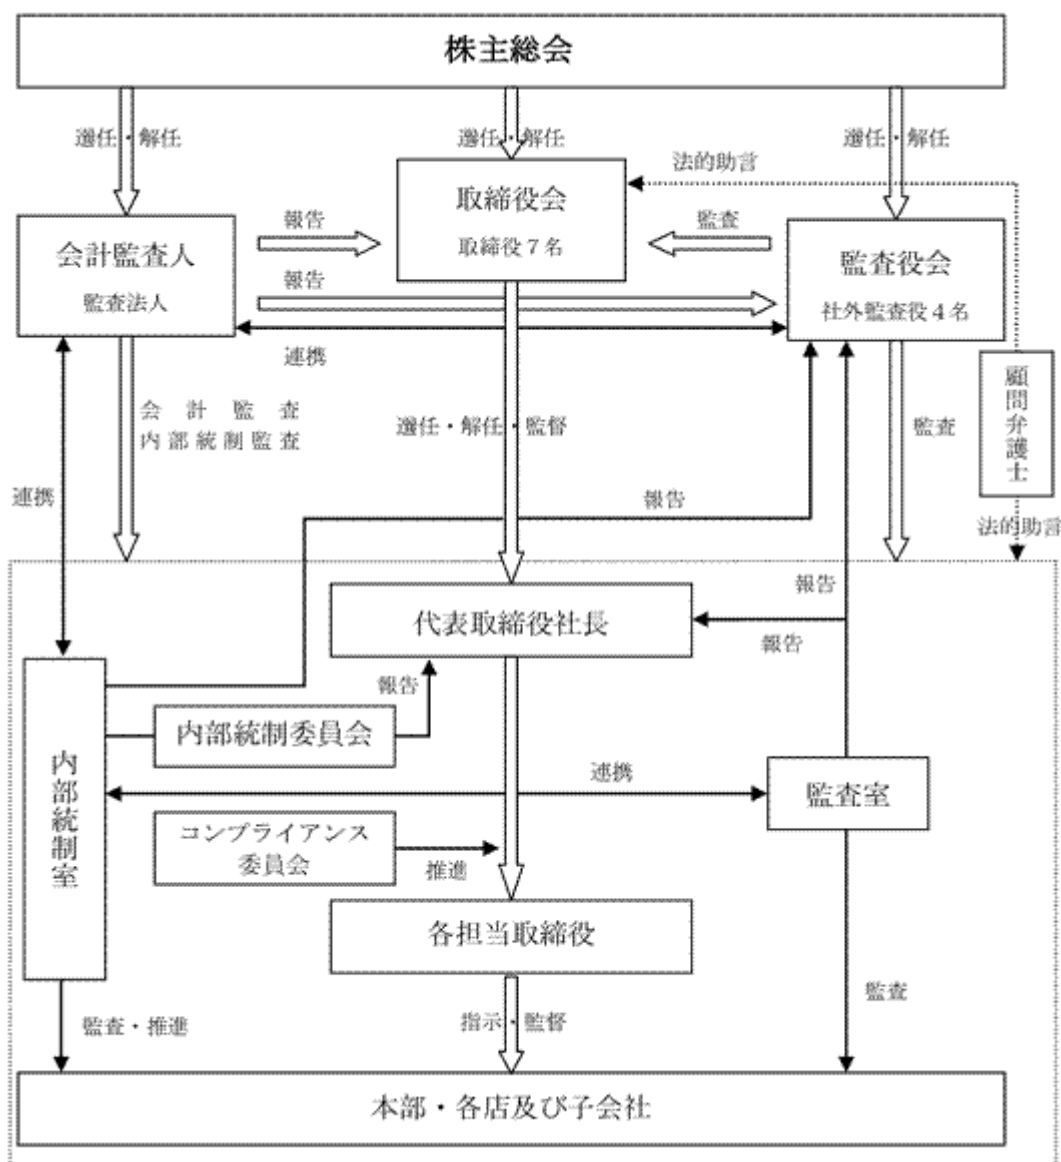 株主総会
選任・解任
選任・解任
選任・解任
法的助言
取締役会
取締役7名
報告
監査
会計監査人
監査法人
監査役会
社外監査役4名
報告
連携
顧問弁護士
会計監査
内部統制監査
選任・解任・監督
監査
連携
報告
法的助言
代表取締役社長
報告
報告
報告
内部統制委員会
内部統制室
連携
監査室
コンプライアンス
委員会
推進
各担当取締役
監査
監査・推進
指示・監督
本部・各店及び子会社